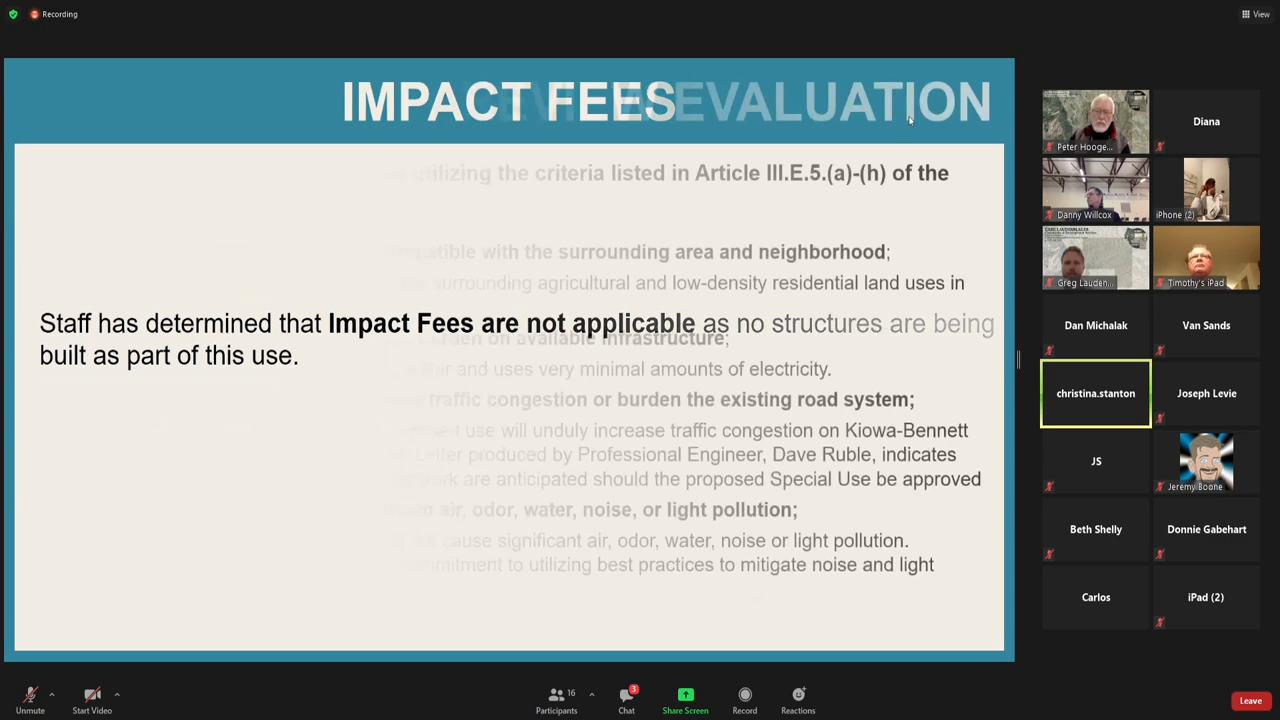 Recording
View
IMPACT FEES EVALUATION
utilizing the criteria listed in Article III.E.5.(a)-(h) of the
with the surrounding area and neighborhood;
surrounding agricultural and low-density residential land uses in
Staff has determined that Impact Fees are not applicable as no structures are being
on available infrastructure;
built as part of this use.
and uses very minimal amounts of electricity.
traffic congestion or burden the existing road system;
use will unduly increase traffic congestion on Kiowa-Bennett
Letter produced by Professional Engineer, Dave Ruble, indicates
are anticipated should the proposed Special Use be approved
air, odor, water, noise, or light pollution;
cause significant air, odor, water, noise or light pollution.
commitment to utilizing best practices to mitigate noise and light
Peter Hooge...
Diana
Danny Willcox
iPhone (2)
Greg Lauden...
Timothy's iPad
Dan Michalak
Van Sands
christina.stanton
Joseph Levie
JS
Jeremy Boone
Beth Shelly
Donnie Gabehart
Carlos
iPad (2)
Unmute
Start Video
16
Participants
3
Chat
Share Screen
Record
Reactions
Leave